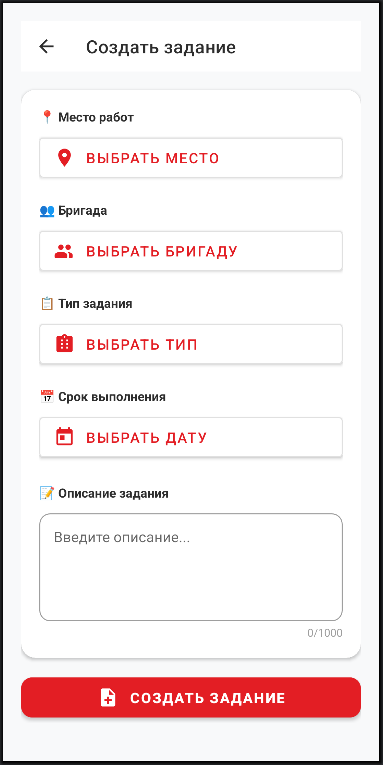 Создать задание
📍 Место работ
ВЫБРАТЬ МЕСТО
👥 Бригада
ВЫБРАТЬ БРИГАДУ
📋 Тип задания
ВЫБРАТЬ ТИП
📅 Срок выполнения
ВЫБРАТЬ ДАТУ
📝 Описание задания
Введите описание...
0/1000
СОЗДАТЬ ЗАДАНИЕ